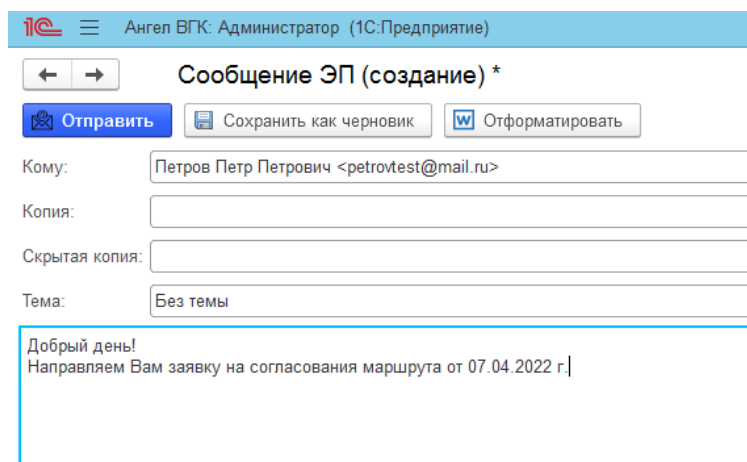 1С Ангел ВГК: Администратор (1С:Предприятие)
Сообщение ЭП (создание) *
Отправить Сохранить как черновик W Отформатировать
Кому: Петров Петр Петрович <petrovtest@mail.ru>
Копия:
Скрытая копия:
Тема: Без темы
Добрый день!
Направляем Вам заявку на согласования маршрута от 07.04.2022 г.